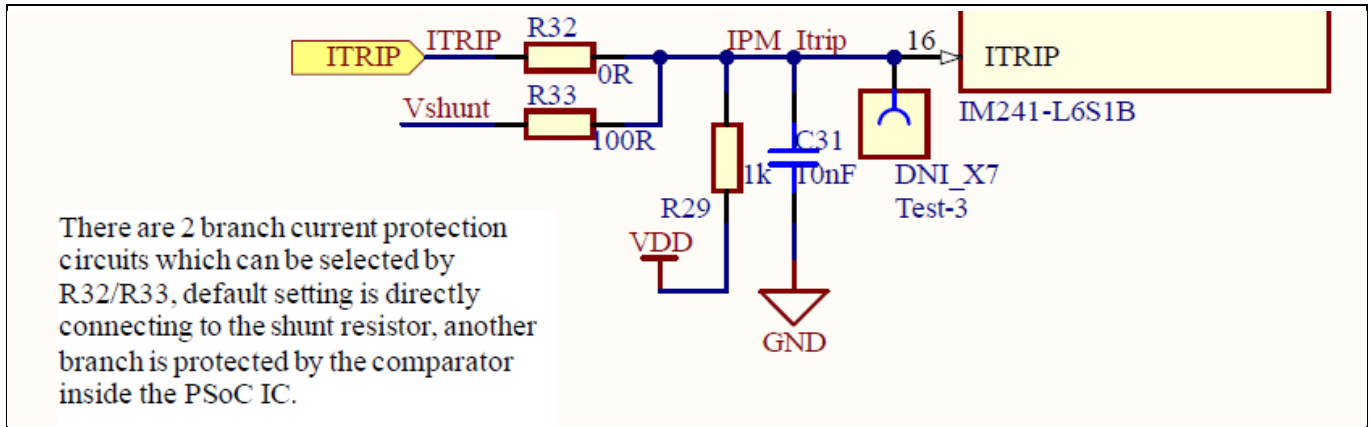 R32
ITRIP
ITRIP
0R
IPM_Itrip
16
ITRIP
Vshunt
R33
100R
IM241-L6S1B
C31
1k
10nF
DNI_X7
R29
Test-3
VDD
GND
There are 2 branch current protection
circuits which can be selected by
R32/R33, default setting is directly
connecting to the shunt resistor, another
branch is protected by the comparator
inside the PSoC IC.